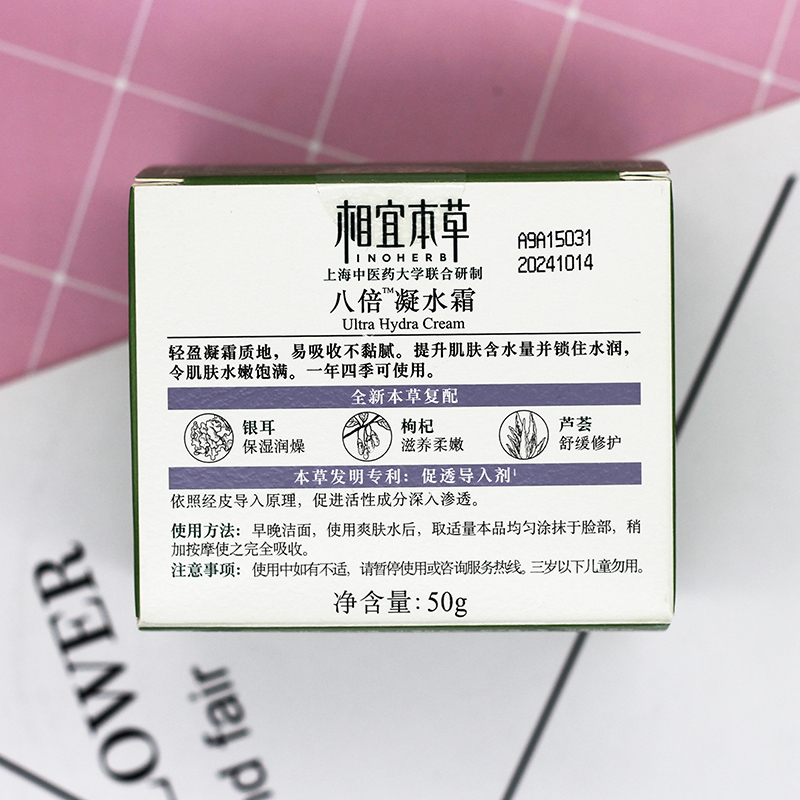 相宜本草
INOHERB
上海中医药大学联合研制
A9A15031
20241014
八倍™凝水霜
Ultra Hydra Cream
轻盈凝霜质地，易吸收不黏腻。提升肌肤含水量并锁住水润，
令肌肤水嫩饱满。一年四季可使用。
全新本草复配
银耳
保湿润燥
枸杞
滋养柔嫩
芦荟
舒缓修护
本草发明专利：促透导入剂¹
依照经皮导入原理，促进活性成分深入渗透。
使用方法：早晚洁面，使用爽肤水后，取适量本品均匀涂抹于脸部，稍
加按摩使之完全吸收。
注意事项：使用中如有不适，请暂停使用或咨询服务热线。三岁以下儿童勿用。
净含量：50g
LOWER
ld fair